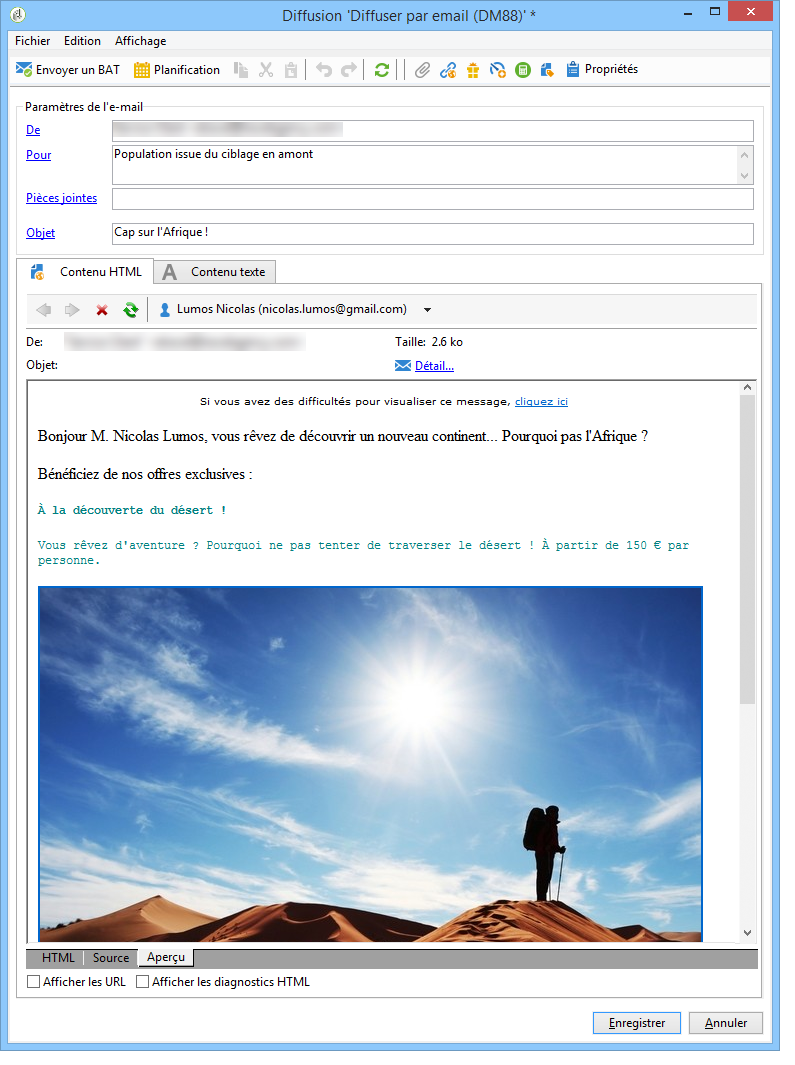 Diffusion 'Diffuser par email (DM88)' *
Fichier Edition Affichage
Envoyer un BAT Planification Propriétés
Paramètres de l'e-mail
De
Pour Population issue du ciblage en amont
Pièces jointes
Objet Cap sur l'Afrique !
Contenu HTML A Contenu texte
Lumos Nicolas (nicolas.lumos@gmail.com)
De: Taille: 2.6 ko
Objet: Détail...
Si vous avez des difficultés pour visualiser ce message, cliquez ici
Bonjour M. Nicolas Lumos, vous rêvez de découvrir un nouveau continent... Pourquoi pas l'Afrique ?
Bénéficiez de nos offres exclusives :
À la découverte du désert !
Vous rêvez d'aventure ? Pourquoi ne pas tenter de traverser le désert ! À partir de 150 € par
personne.
HTML Source Aperçu
Afficher les URL Afficher les diagnostics HTML
Enregistrer Annuler